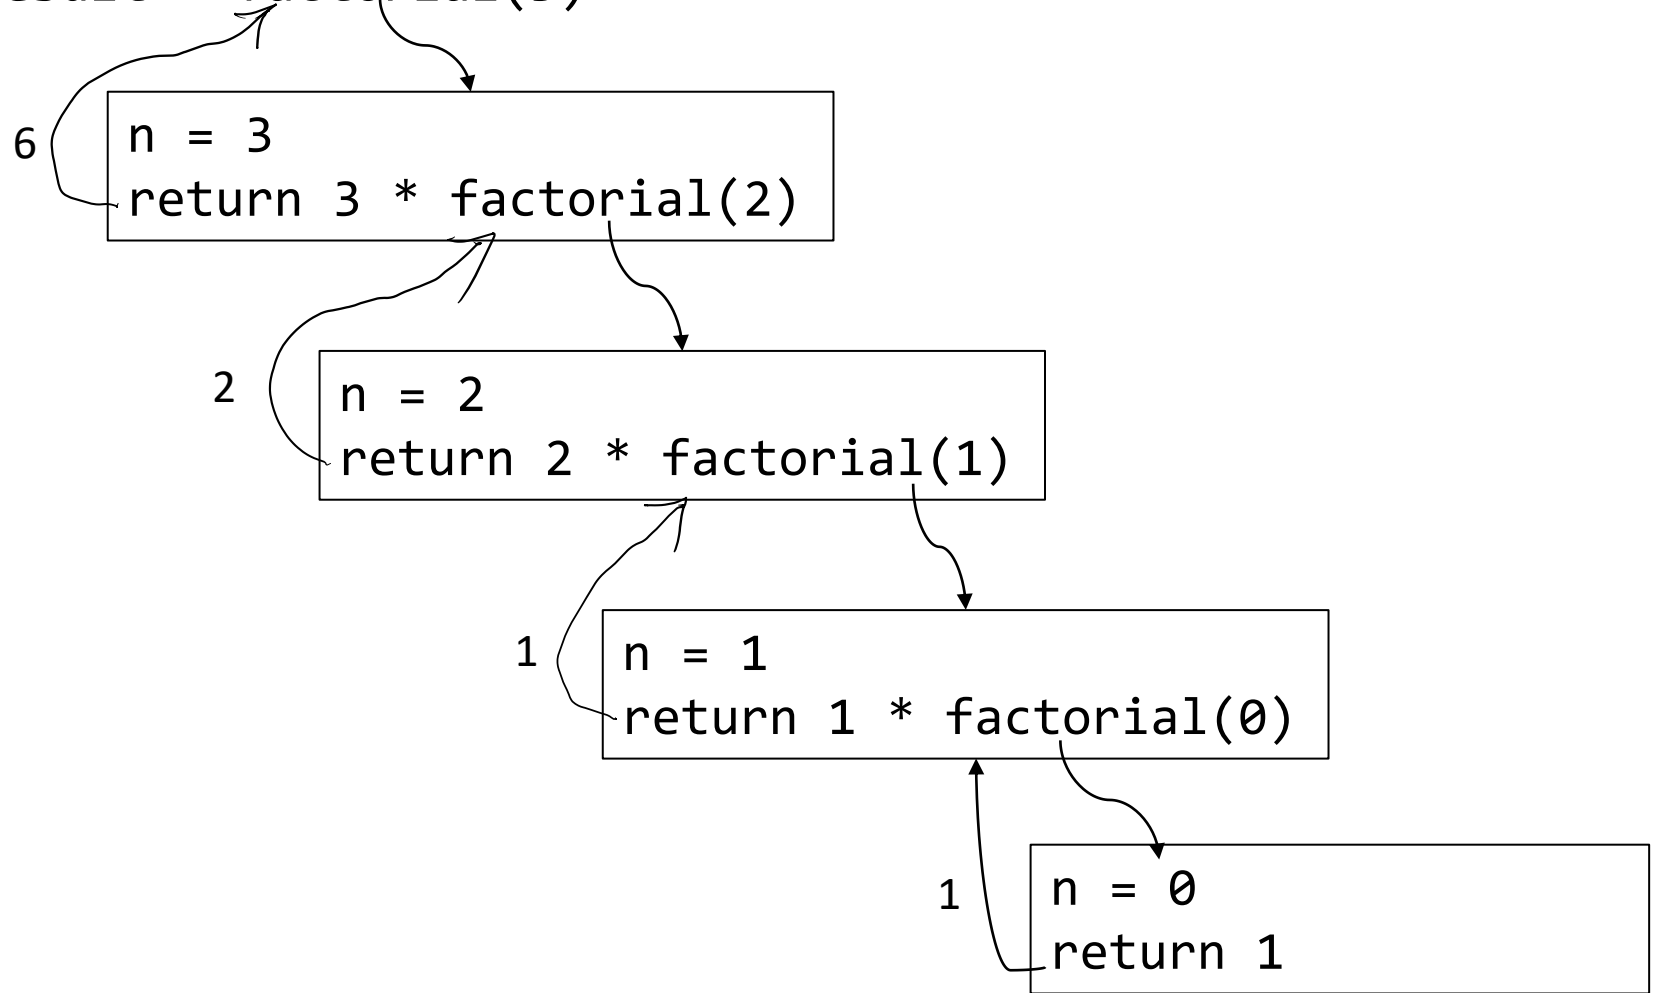 n = 3
6
return 3 * factorial(2)
n = 2
2
return 2 * factorial(1)
n = 1
1
return 1 * factorial(0)
n = 0
1
return 1